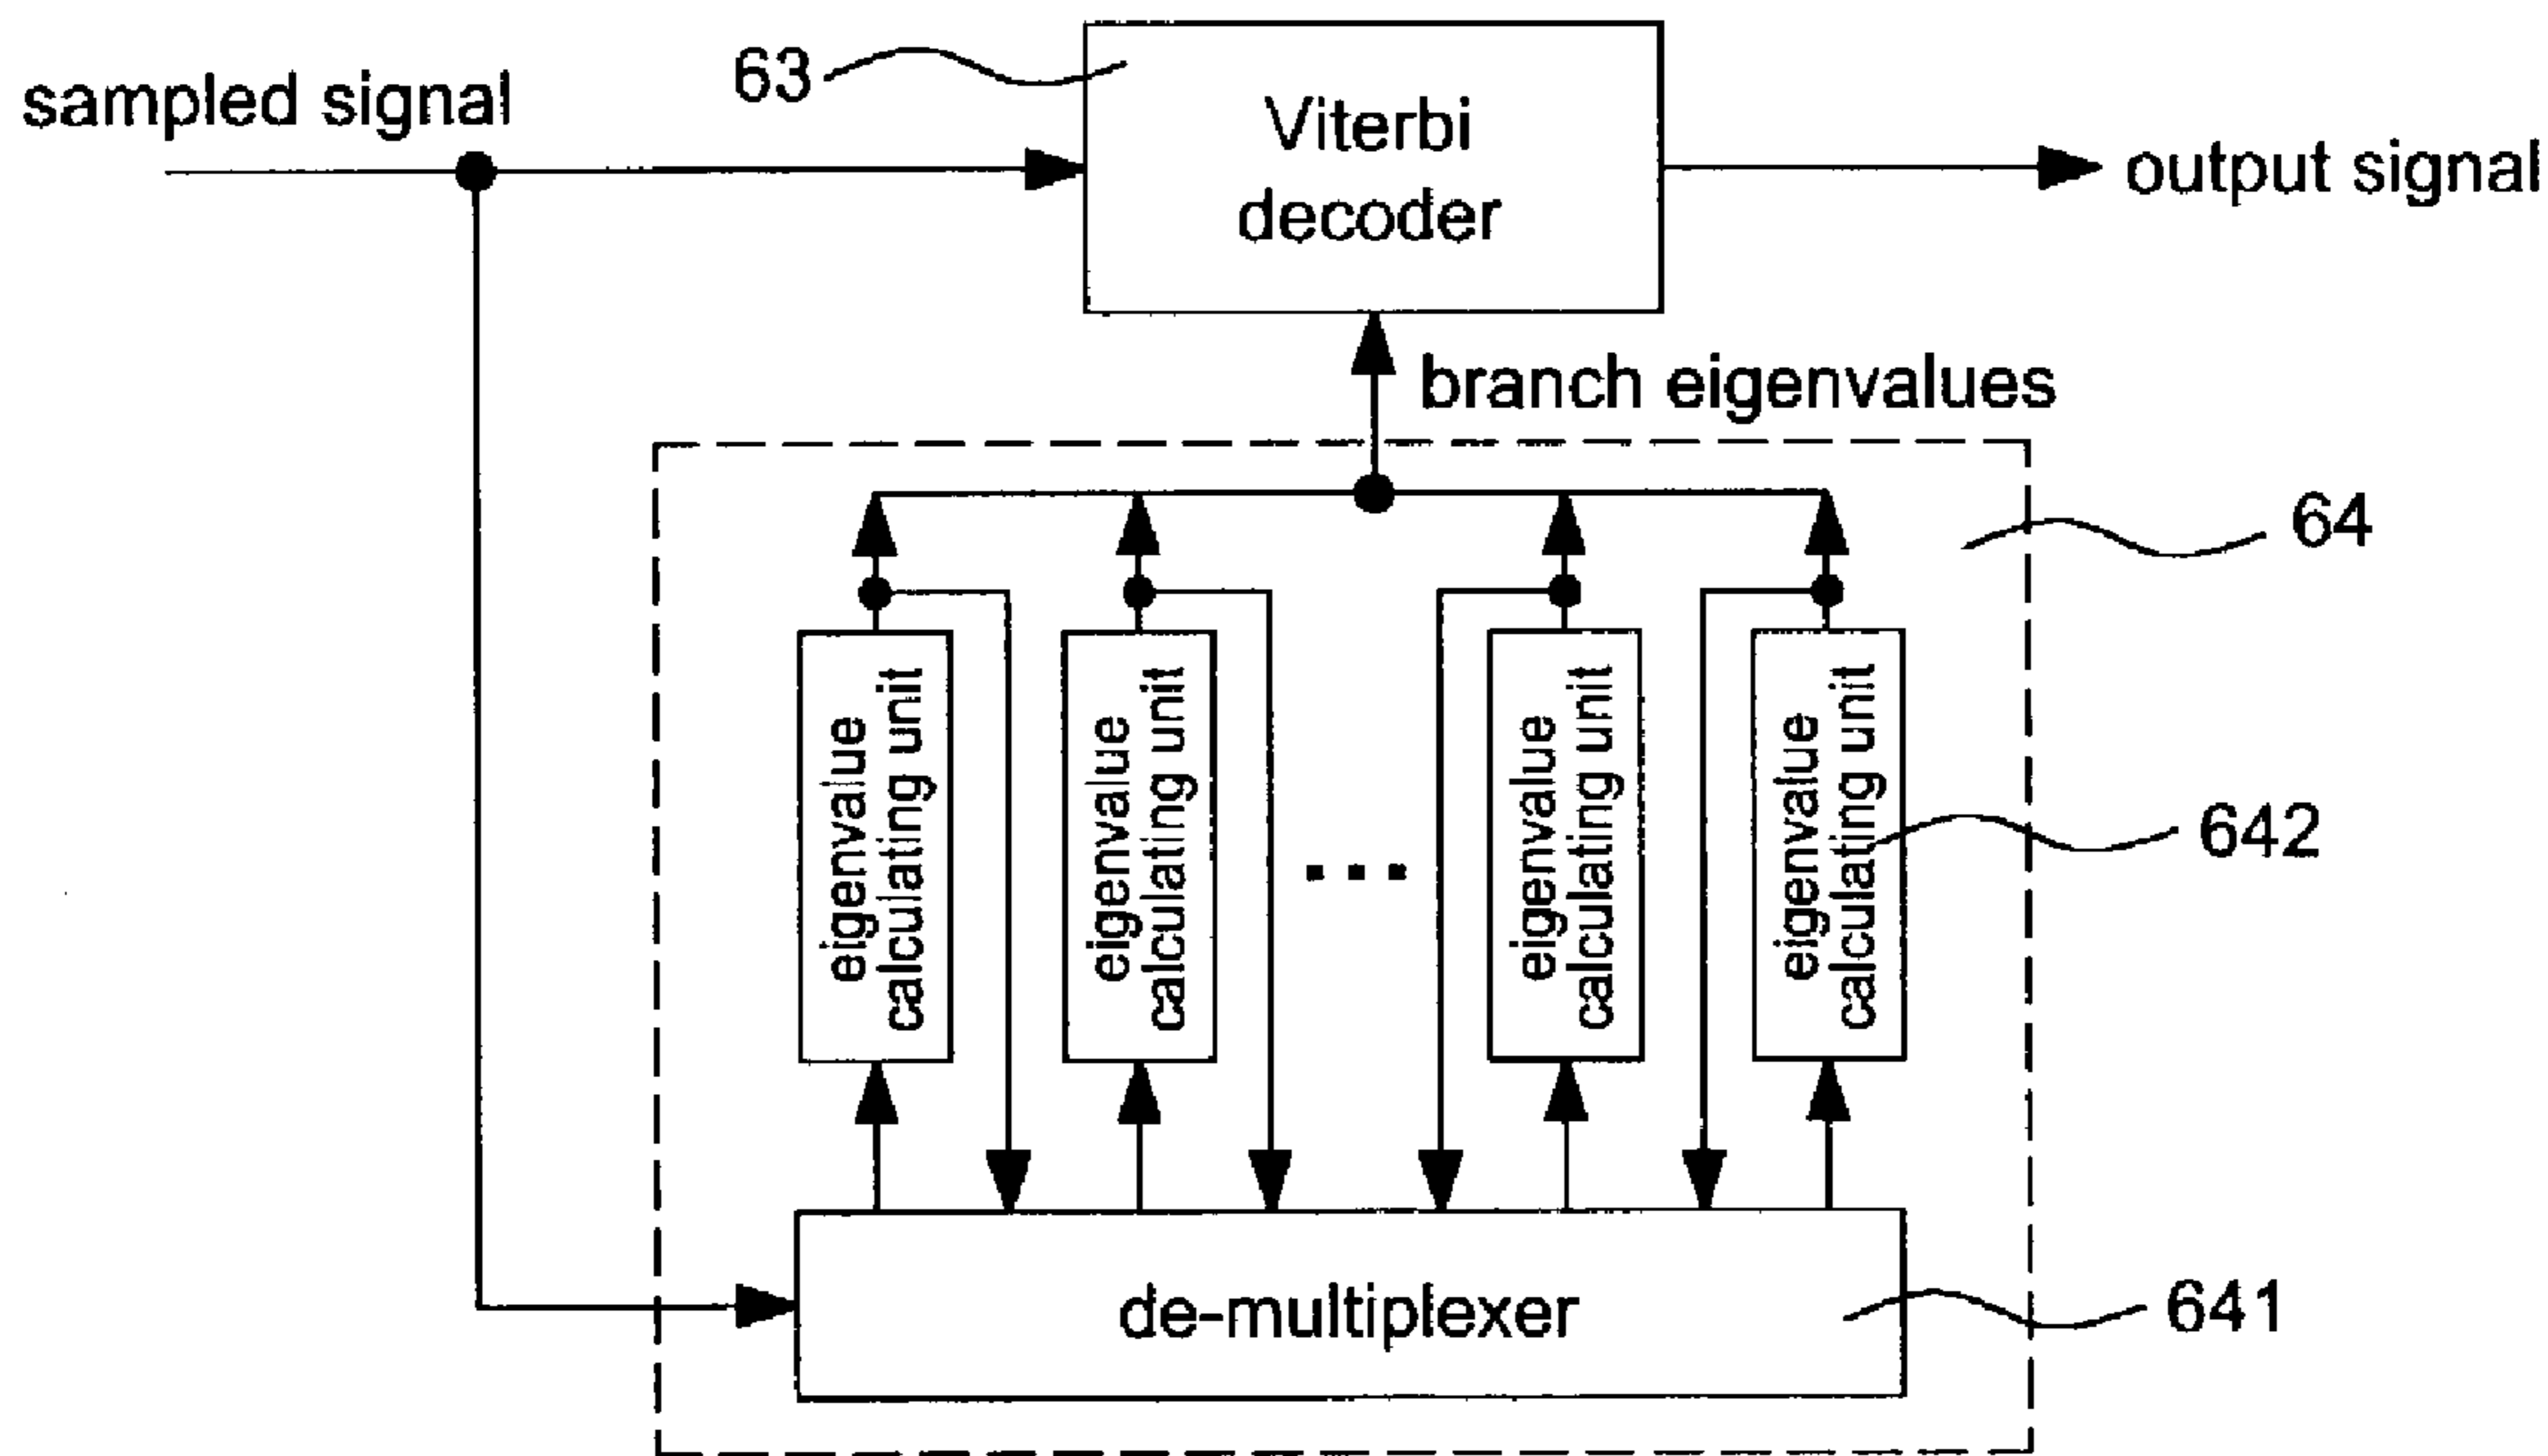 sampled signal
63
Viterbi
decoder
output signal
branch eigenvalues
64
eigenvalue
calculating unit
eigenvalue
calculating unit
...
eigenvalue
calculating unit
eigenvalue
calculating unit
642
de-multiplexer
641